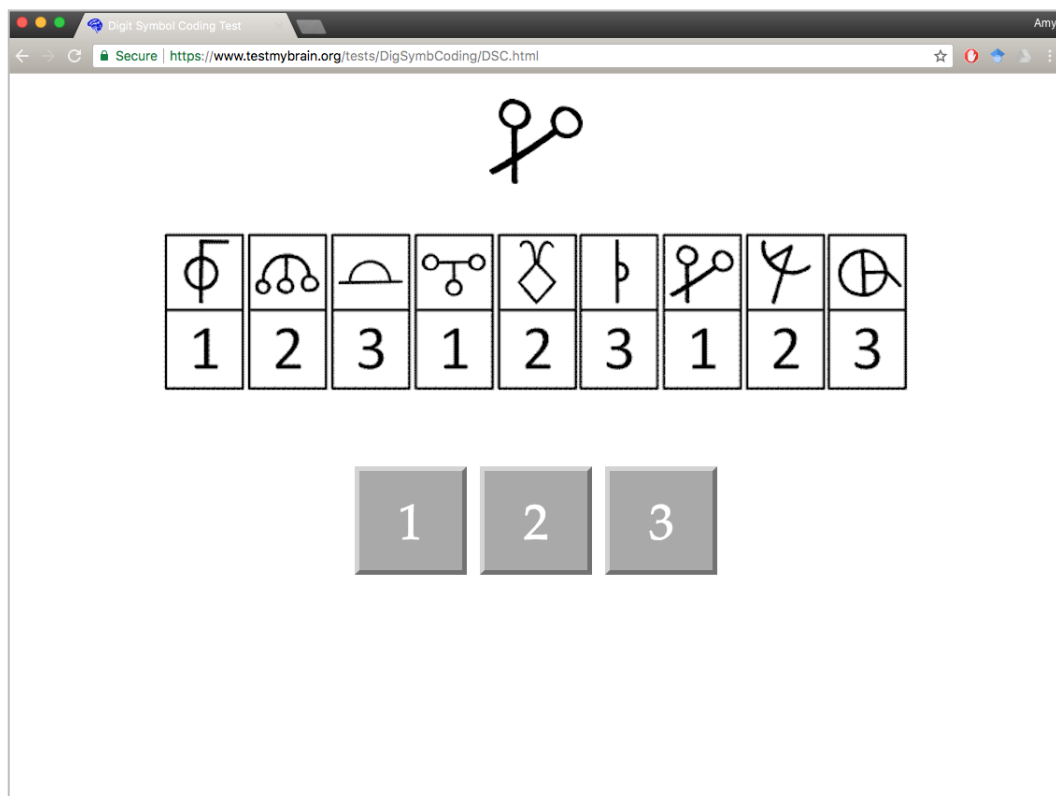 Digit Symbol Coding Test
Amy
Secure | https://www.testmybrain.org/tests/DigSymbCoding/DSC.html
1 2 3 1 2 3 1 2 3
1 2 3